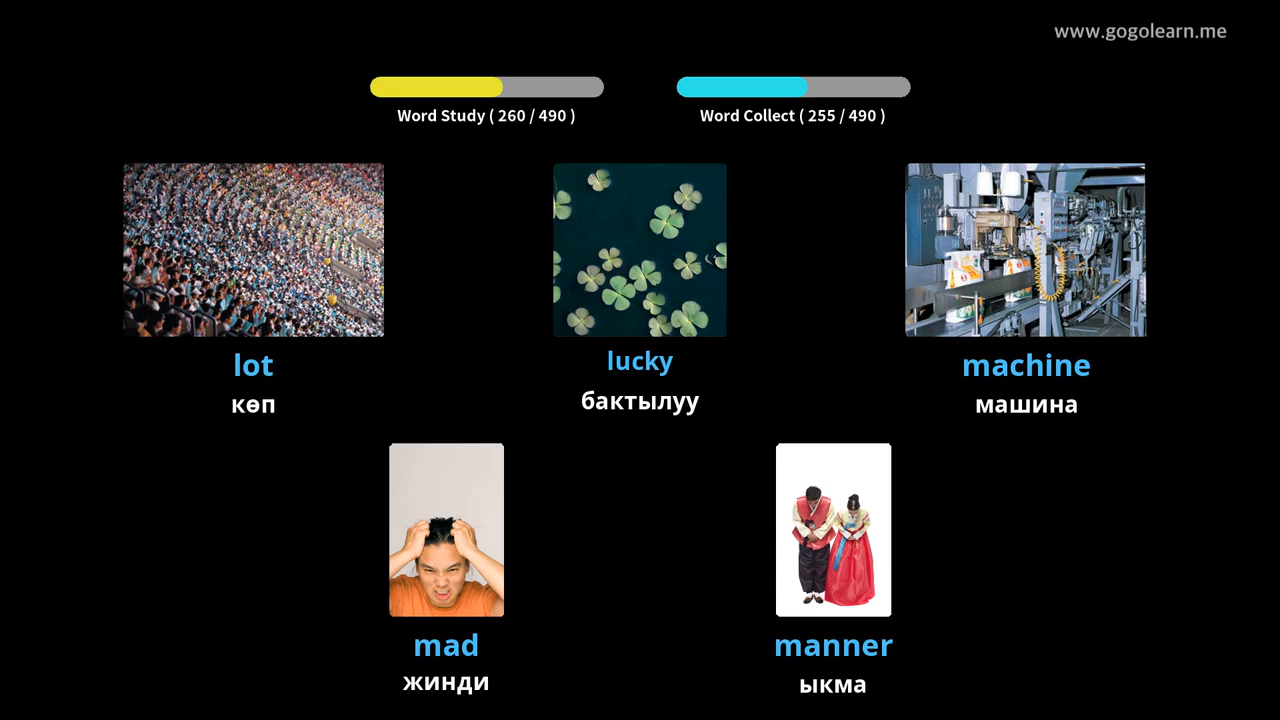 www.gogolearn.me
Word Study ( 260 / 490 )
Word Collect ( 255 / 490 )
lot
көп
lucky
бактылуу
machine
машина
mad
жинди
manner
ыкма